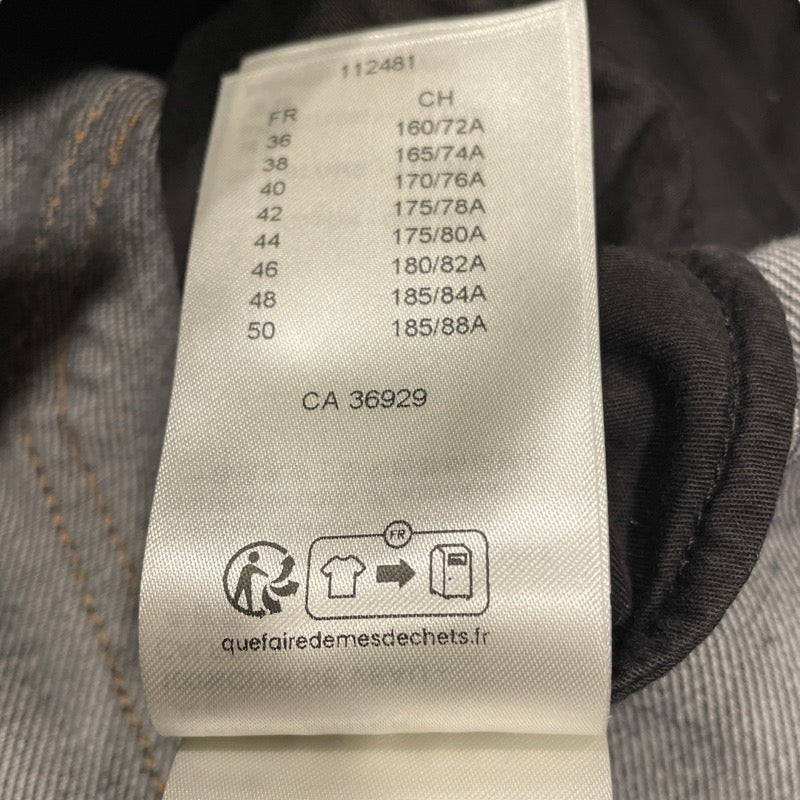 112481
FR CH
36 160/72A
38 165/74A
40 170/76A
42 175/78A
44 175/80A
46 180/82A
48 185/84A
50 185/88A
CA 36929
FR
quefairedemesdechets.fr